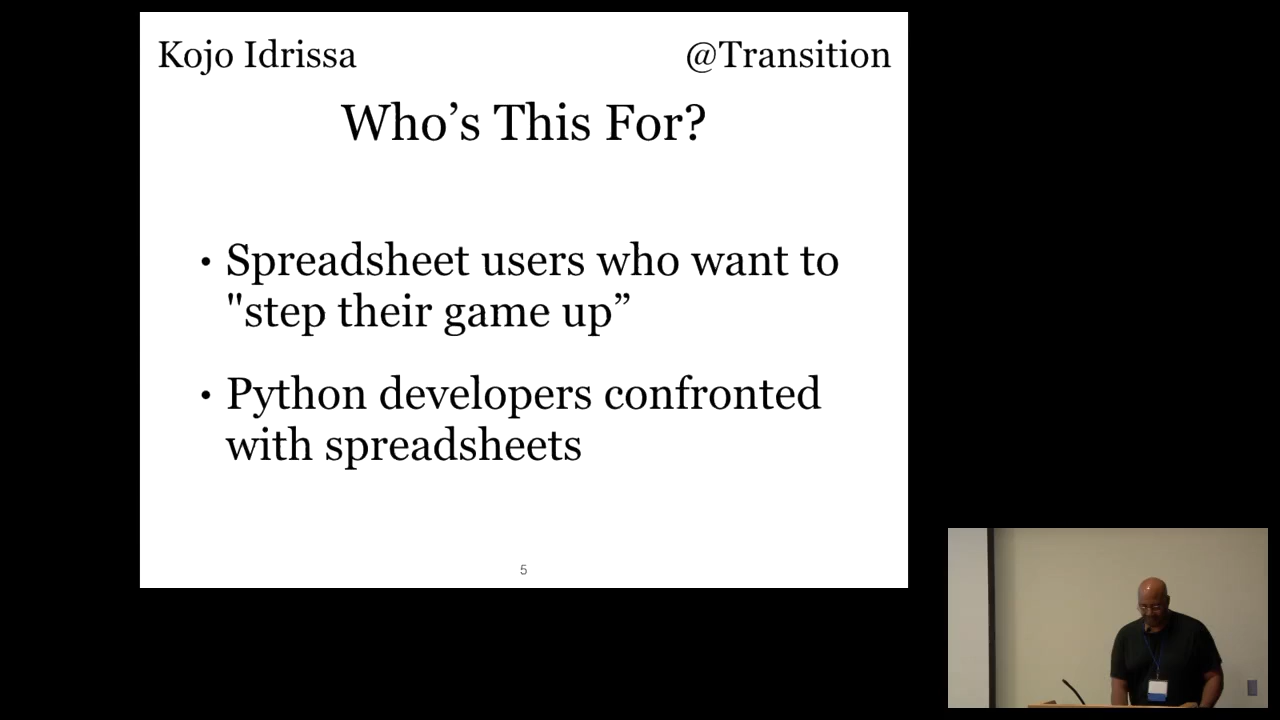 Kojo Idrissa @Transition
Who’s This For?
• Spreadsheet users who want to
"step their game up”
• Python developers confronted
with spreadsheets
5